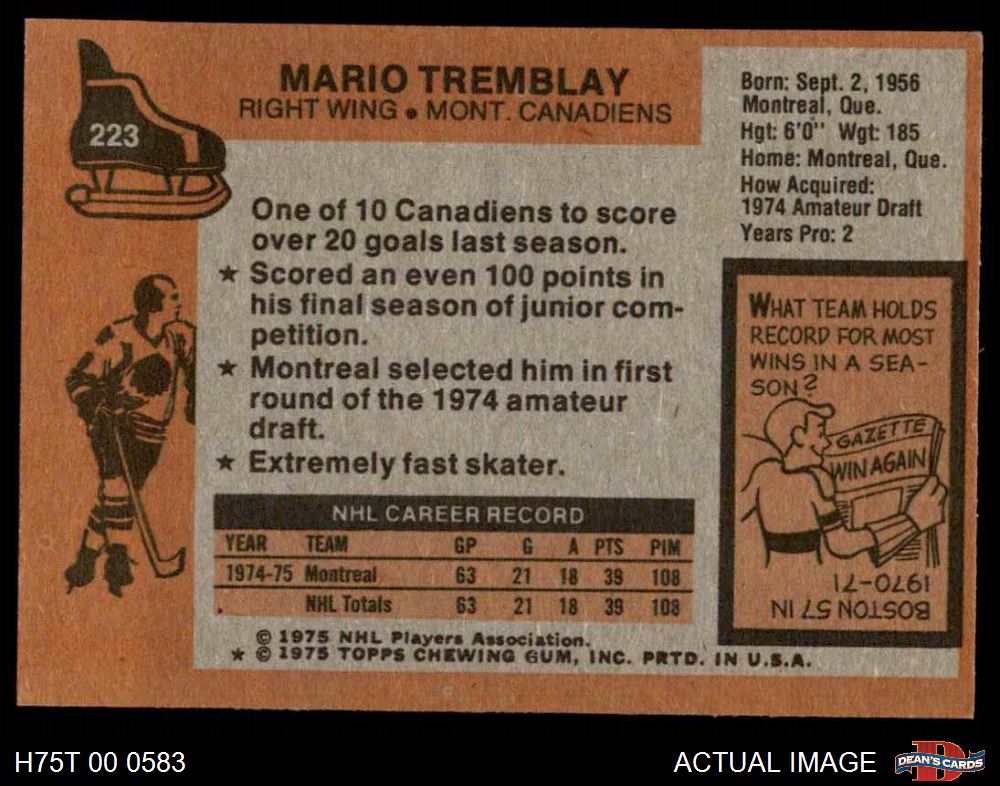 223
MARIO TREMBLAY
RIGHT WING • MONT. CANADIENS
Born: Sept. 2, 1956
Montreal, Que.
Hgt: 6'0" Wgt: 185
Home: Montreal, Que.
How Acquired:
1974 Amateur Draft
Years Pro: 2
One of 10 Canadiens to score
over 20 goals last season.
★ Scored an even 100 points in
his final season of junior com-
petition.
★ Montreal selected him in first
round of the 1974 amateur
draft.
★ Extremely fast skater.
WHAT TEAM HOLDS
RECORD FOR MOST
WINS IN A SEA-
SON?
GAZETTE
WIN AGAIN
BOSTON 57 IN
1970-71
NHL CAREER RECORD
YEAR TEAM GP G A PTS PIM
1974-75 Montreal 63 21 18 39 108
NHL Totals 63 21 18 39 108
© 1975 NHL Players Association.
★ © 1975 TOPPS CHEWING GUM, INC. PRTD. IN U.S.A.
H75T 00 0583
ACTUAL IMAGE
D
DEAN'S CARDS